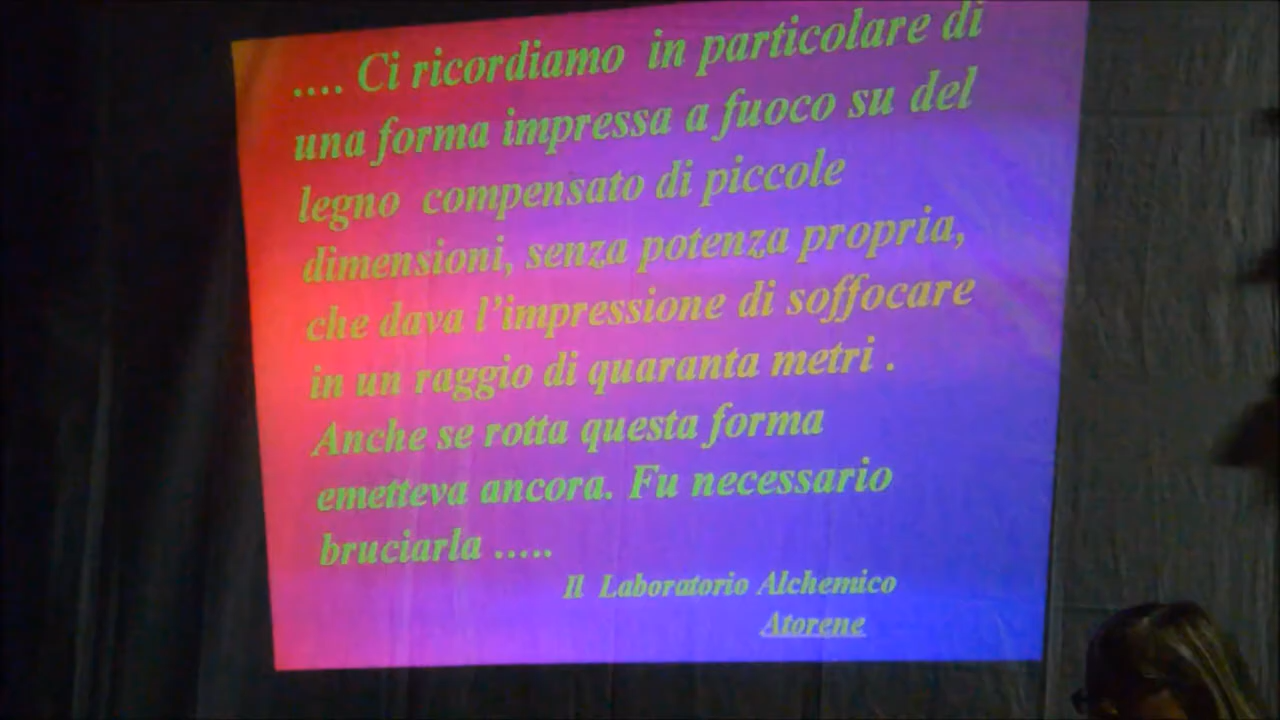 .... Ci ricordiamo in particolare di
una forma impressa a fuoco su del
legno compensato di piccole
dimensioni, senza potenza propria,
che dava l'impressione di soffocare
in un raggio di quaranta metri .
Anche se rotta questa forma
emetteva ancora. Fu necessario
bruciarla .....
Il Laboratorio Alchemico
Atorene